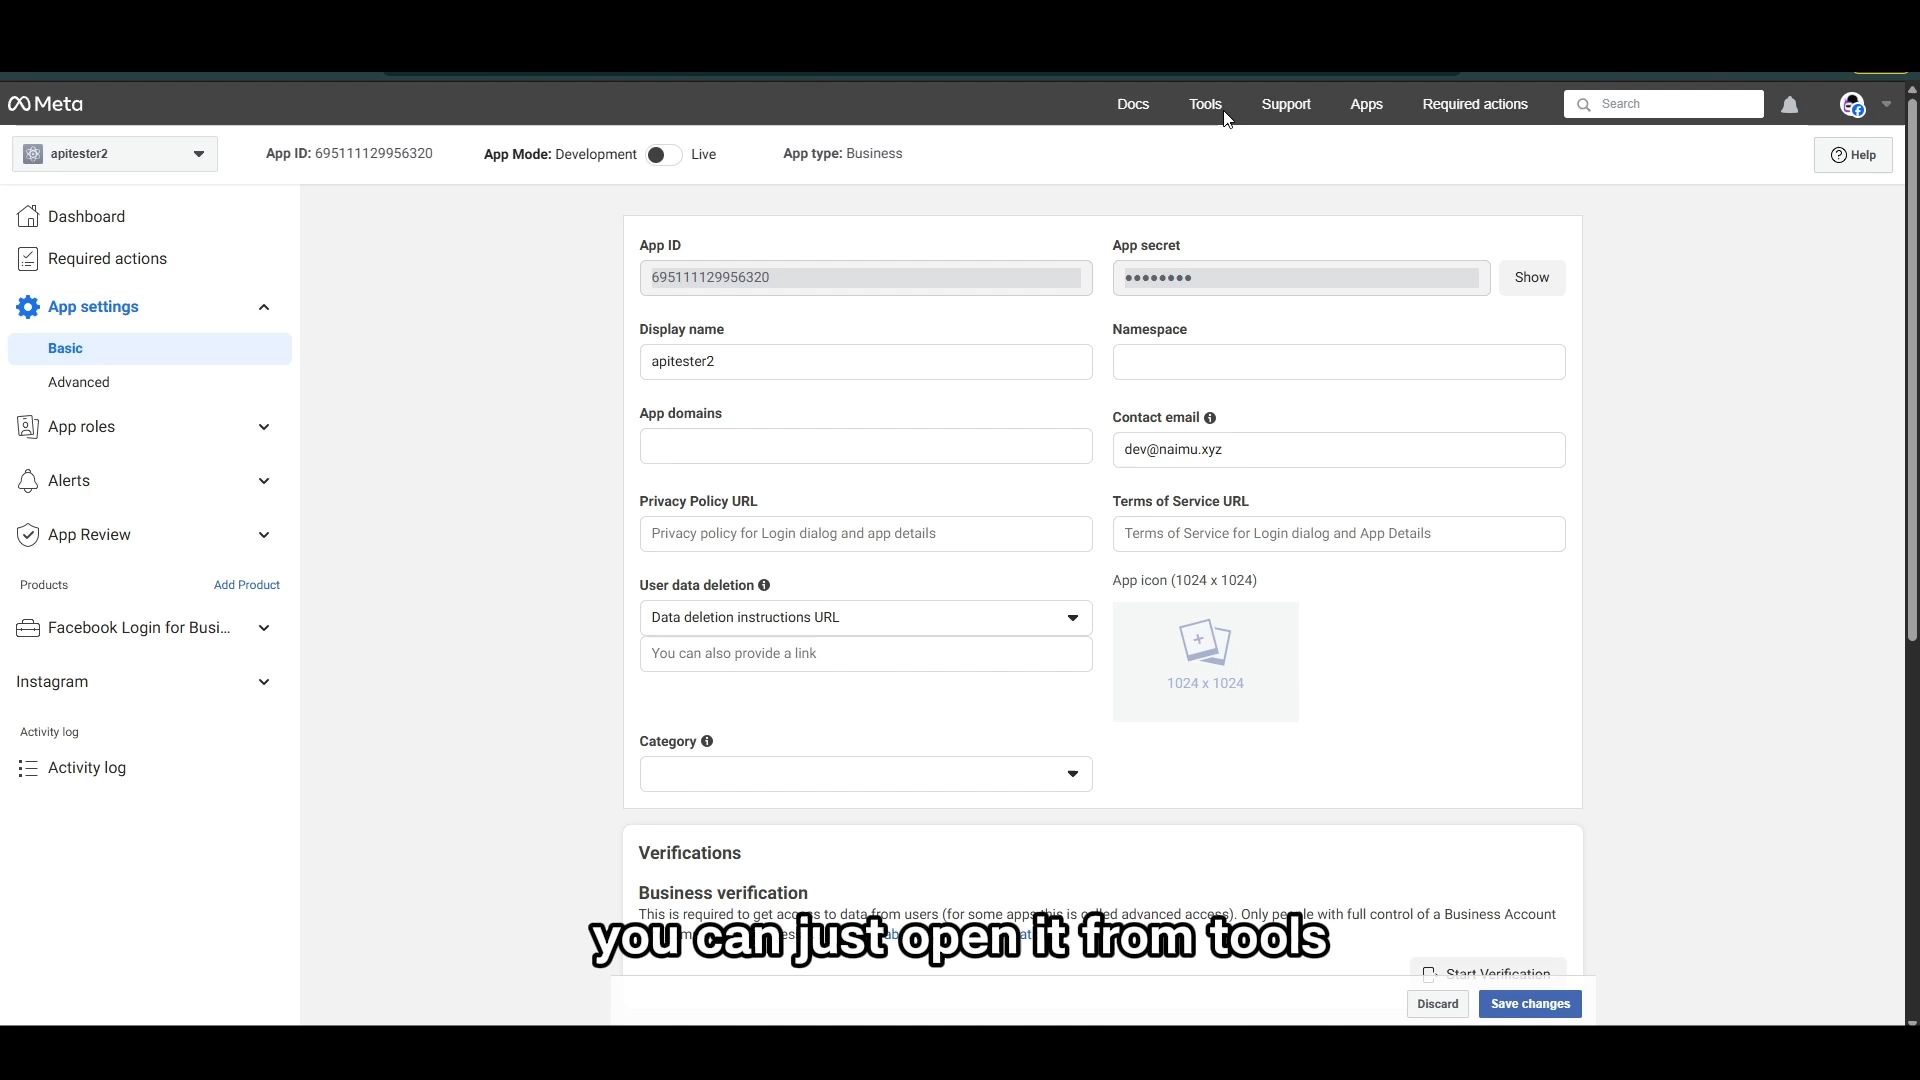 Meta
Docs
Tools
Support
Apps
Required actions
Search
apitester2
App ID: 695111129956320
App Mode: Development
Live
App type: Business
Help
Dashboard
Required actions
App settings
Basic
Advanced
App roles
Alerts
App Review
Products
Add Product
Facebook Login for Busi...
Instagram
Activity log
Activity log
App ID
695111129956320
App secret
••••••••
Show
Display name
apitester2
Namespace
App domains
Contact email
dev@naimu.xyz
Privacy Policy URL
Privacy policy for Login dialog and app details
Terms of Service URL
Terms of Service for Login dialog and App Details
User data deletion
Data deletion instructions URL
You can also provide a link
App icon (1024 x 1024)
1024 x 1024
Category
Verifications
Business verification
This is required to get access to data from users (for some apps this is called advanced access). Only people with full control of a Business Account
you can just open it from tools
Start Verification
Discard
Save changes